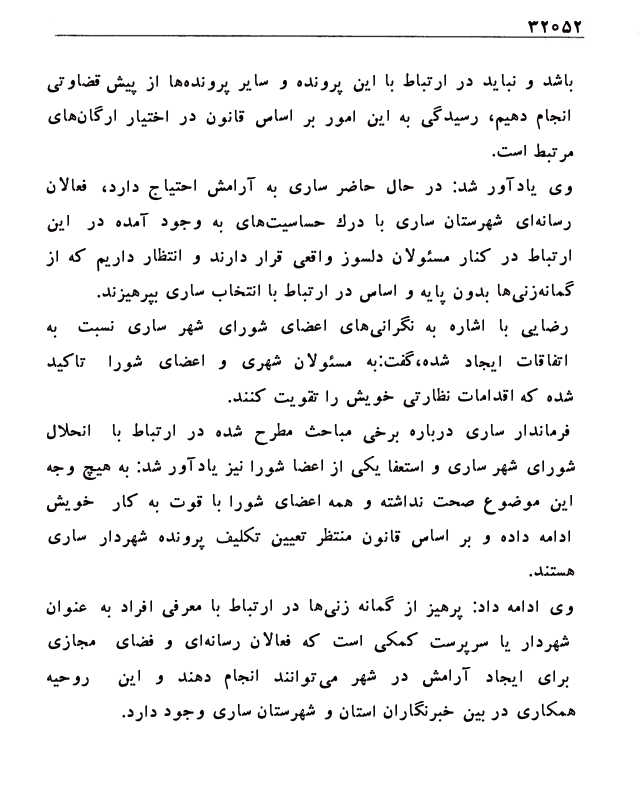 ۳۲۰۵۲
باشد و نباید در ارتباط با این پرونده و سایر پرونده‌ها از پیش قضاوتی
انجام دهیم، رسیدگی به این امور بر اساس قانون در اختیار ارگان‌های
مرتبط است.
وی یادآور شد: در حال حاضر ساری به آرامش احتیاج دارد، فعالان
رسانه‌ای شهرستان ساری با درك حساسیت‌های به وجود آمده در این
ارتباط در کنار مسئولان دلسوز واقعی قرار دارند و انتظار داریم که از
گمانه‌زنی‌ها بدون پایه و اساس در ارتباط با انتخاب ساری بپرهیزند.
رضایی با اشاره به نگرانی‌های اعضای شورای شهر ساری نسبت به
اتفاقات ایجاد شده،گفت:به مسئولان شهری و اعضای شورا تاکید
شده که اقدامات نظارتی خویش را تقویت کنند.
فرماندار ساری درباره برخی مباحث مطرح شده در ارتباط با انحلال
شورای شهر ساری و استعفا یکی از اعضا شورا نیز یادآور شد: به هیچ وجه
این موضوع صحت نداشته و همه اعضای شورا با قوت به کار خویش
ادامه داده و بر اساس قانون منتظر تعیین تکلیف پرونده شهردار ساری
هستند.
وی ادامه داد: پرهیز از گمانه زنی‌ها در ارتباط با معرفی افراد به عنوان
شهردار یا سرپرست کمکی است که فعالان رسانه‌ای و فضای مجازی
برای ایجاد آرامش در شهر می‌توانند انجام دهند و این روحیه
همکاری در بین خبرنگاران استان و شهرستان ساری وجود دارد.